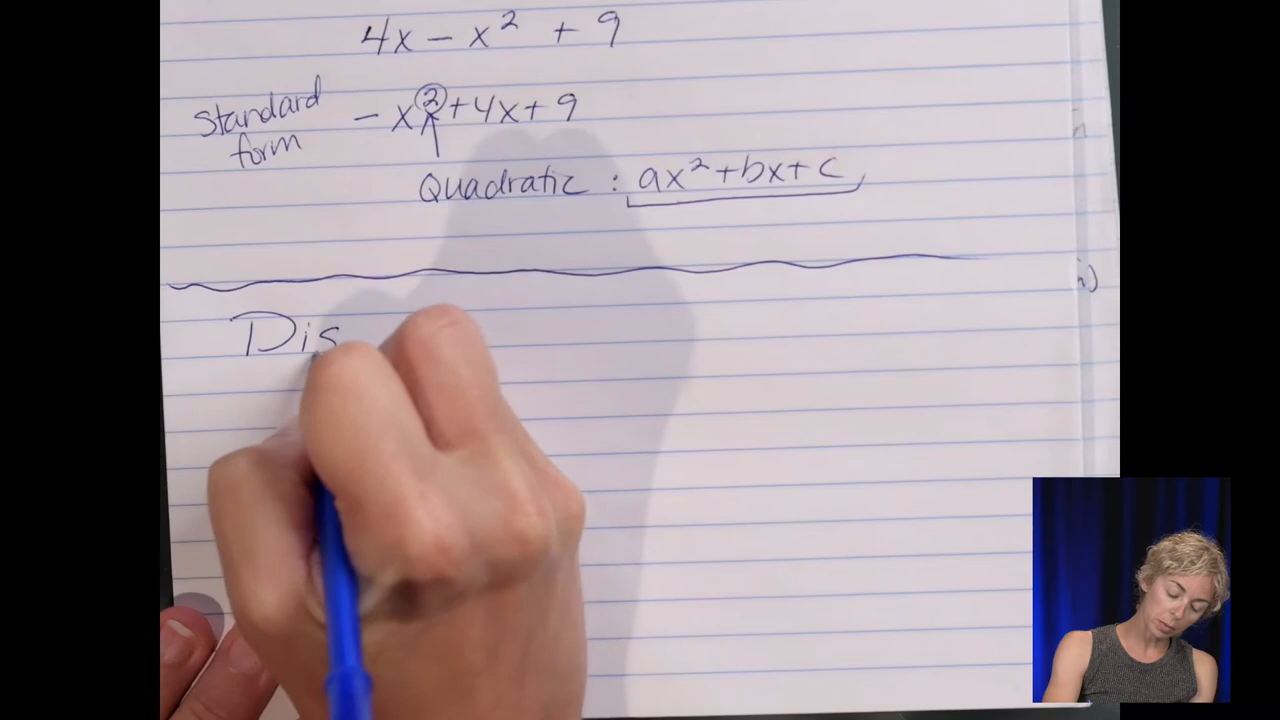 4x - x² + 9
Standard form
- x² + 4x + 9
Quadratic : ax² + bx + c
Dis